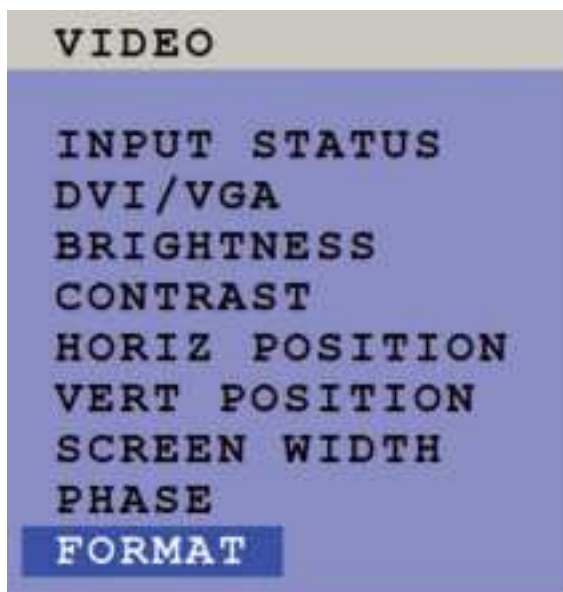 VIDEO
INPUT STATUS
DVI/VGA
BRIGHTNESS
CONTRAST
HORIZ POSITION
VERT POSITION
SCREEN WIDTH
PHASE
FORMAT